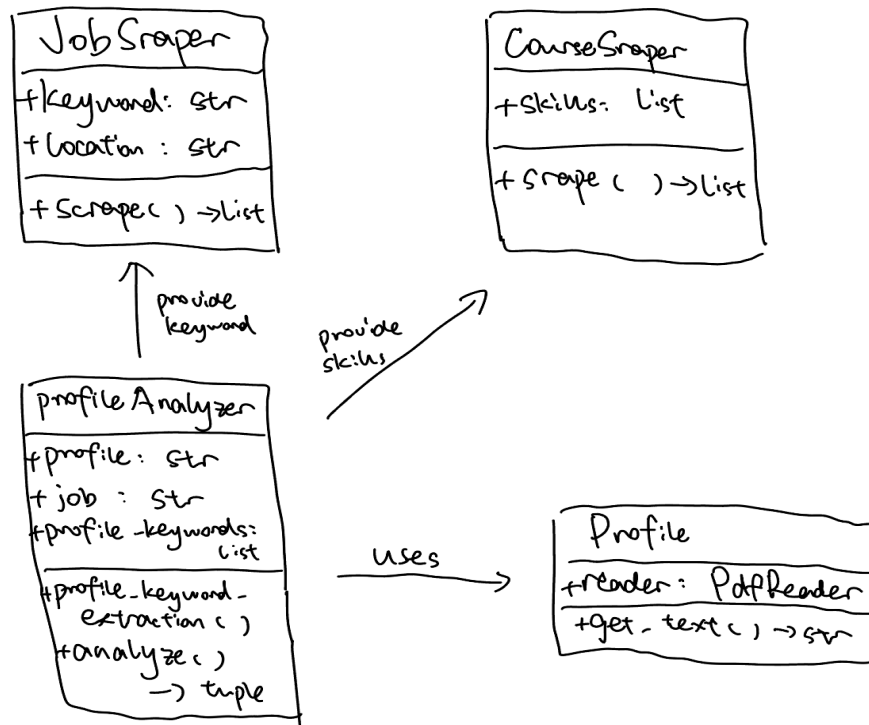 JobSraper
+keyword: str
+location : str
+ scrape( ) →list
CourseSraper
+skills: list
+ srape ( ) →list
provide
keyword
provide
skills
profileAnalyzer
+profile: str
+ job : str
+profile_keywords:
list
+profile_keyword_
extraction ( )
+analyze( )
→ tuple
uses
Profile
+reader: PdfReader
+get_text( ) →str